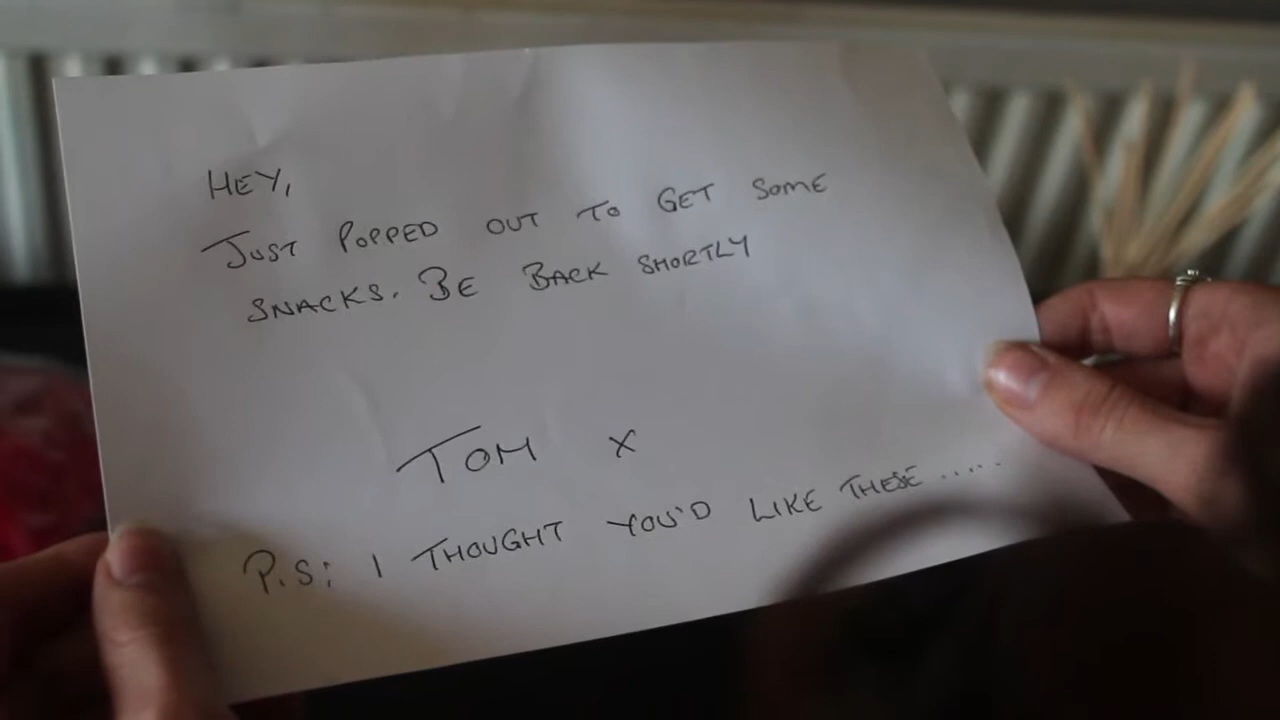 HEY,
JUST POPPED OUT TO GET SOME
SNACKS. BE BACK SHORTLY
TOM X
P.S: I THOUGHT YOU'D LIKE THESE .....